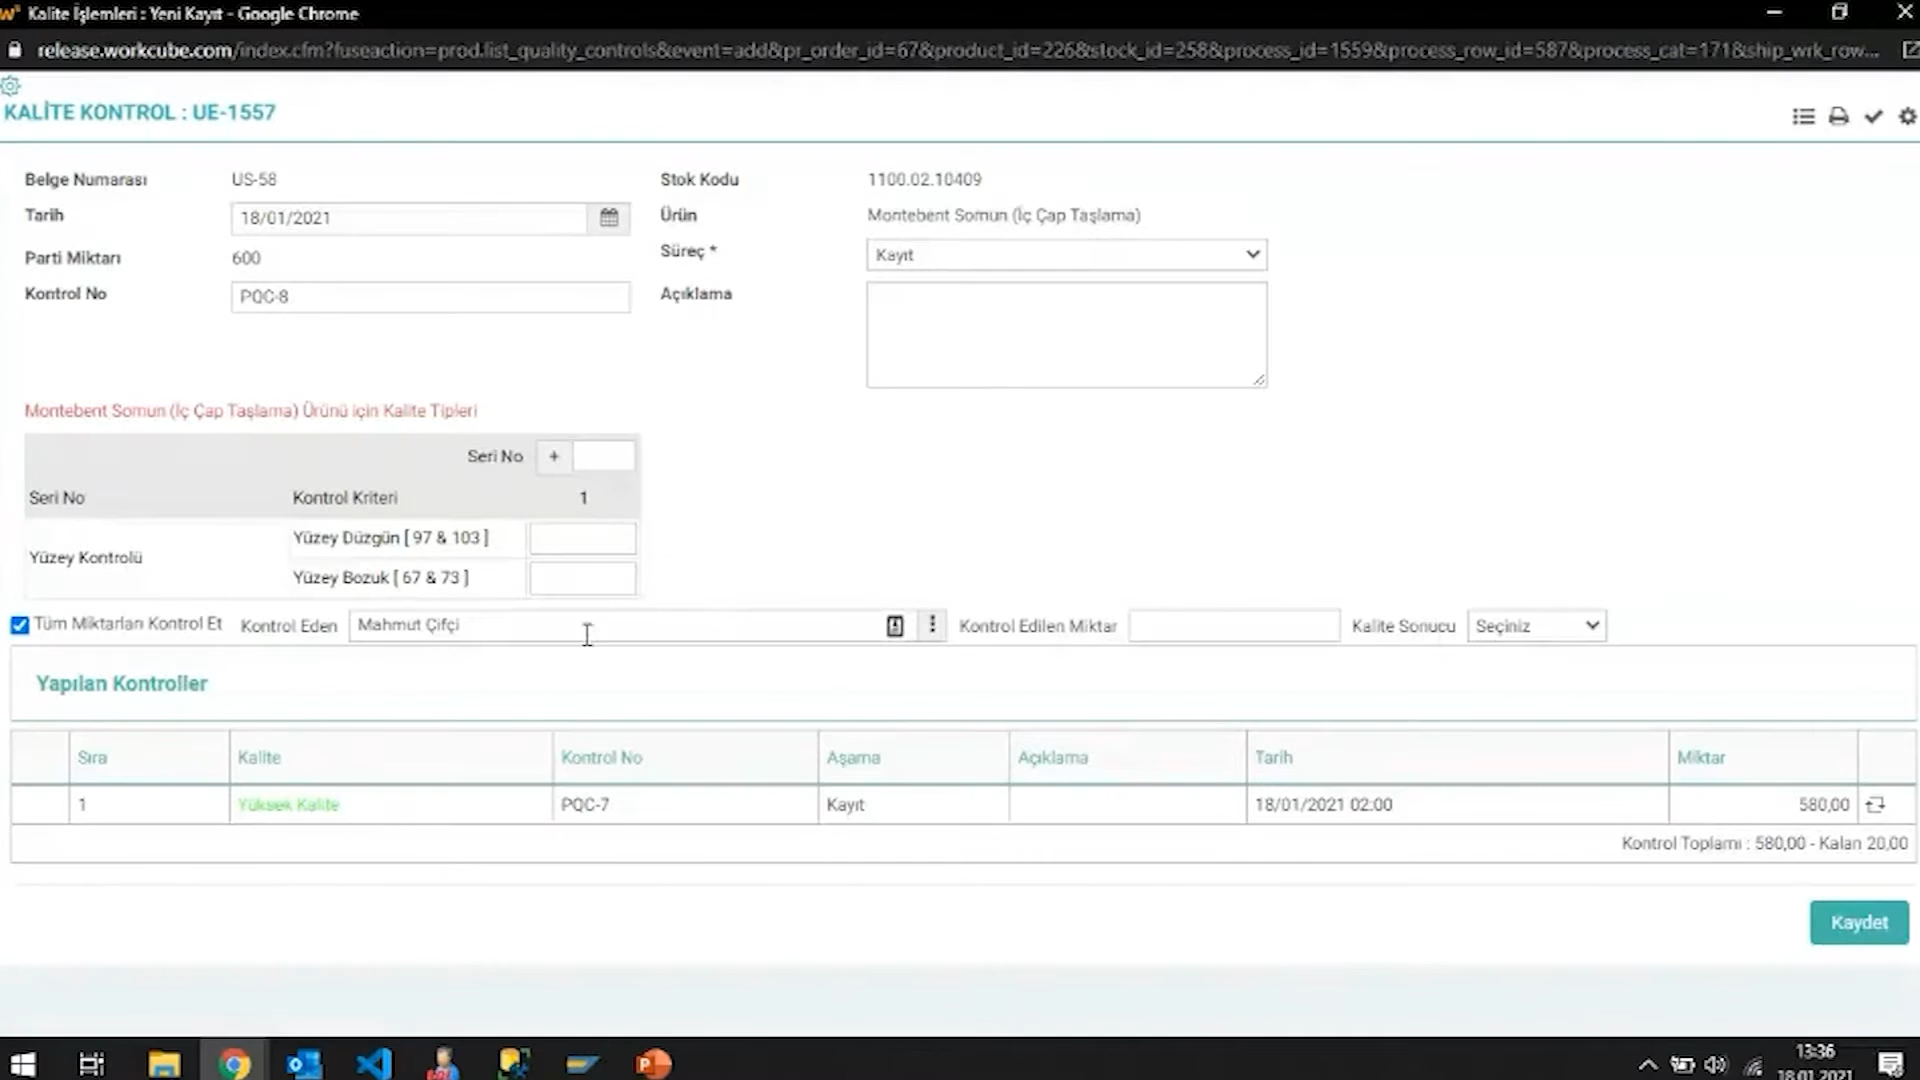 Kalite İşlemleri : Yeni Kayıt - Google Chrome
release.workcube.com/index.cfm?fuseaction=prod.list_quality_controls&event=add&pr_order_id=67&product_id=226&stock_id=258&process_id=1559&process_row_id=587&process_cat=171&ship_wrk_row...
KALİTE KONTROL : UE-1557
Belge Numarası US-58 Stok Kodu 1100.02.10409
Tarih 18/01/2021 Ürün Montebent Somun (İç Çap Taşlama)
Parti Miktarı 600 Süreç * Kayıt
Kontrol No PQC-8 Açıklama
Montebent Somun (İç Çap Taşlama) Ürünü için Kalite Tipleri
Seri No +
Seri No Kontrol Kriteri 1
Yüzey Kontrolü
Yüzey Düzgün [ 97 & 103 ]
Yüzey Bozuk [ 67 & 73 ]
Tüm Miktarları Kontrol Et Kontrol Eden Mahmut Çifçi Kontrol Edilen Miktar Kalite Sonucu Seçiniz
Yapılan Kontroller
Sıra Kalite Kontrol No Aşama Açıklama Tarih Miktar
1 Yüksek Kalite PQC-7 Kayıt 18/01/2021 02:00 580,00
Kontrol Toplamı : 580,00 - Kalan 20,00
Kaydet
13:36
18.01.2021